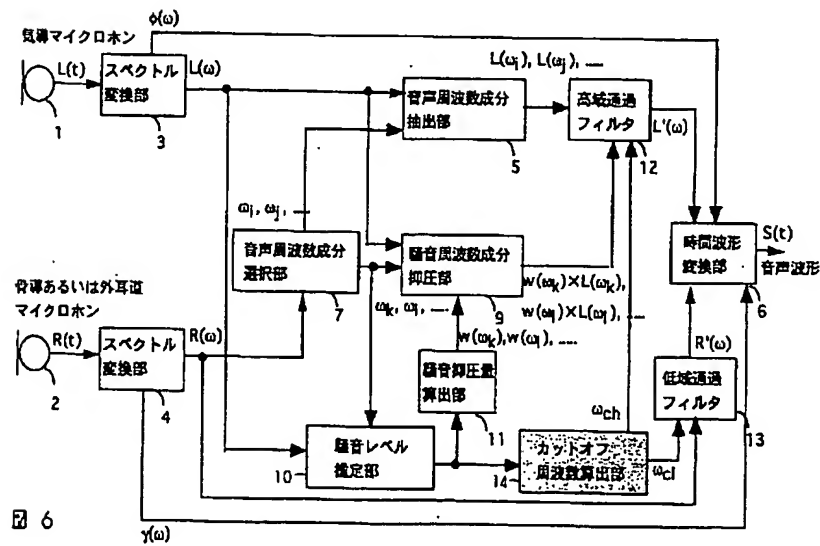 φ(ω)
気導マイクロホン
L(t)
スペクトル
変換部
L(ω)
1
3
L(ωi), L(ωj), ....
音声周波数成分
抽出部
5
高域通過
フィルタ
12
L'(ω)
ωi, ωj, ....
音声周波数成分
選択部
7
騒音周波数成分
抑圧部
9
ωk, ωl, ....
w(ωk)×L(ωk),
w(ωl)×L(ωl), ....
時間波形
変換部
6
S(t)
音声波形
骨導あるいは外耳道
マイクロホン
R(t)
スペクトル
変換部
R(ω)
2
4
w(ωk), w(ωl), ....
騒音抑圧量
算出部
11
R'(ω)
低域通過
フィルタ
13
ωch
騒音レベル
推定部
10
カットオフ
周波数算出部
14
ωcl
図 6
γ(ω)